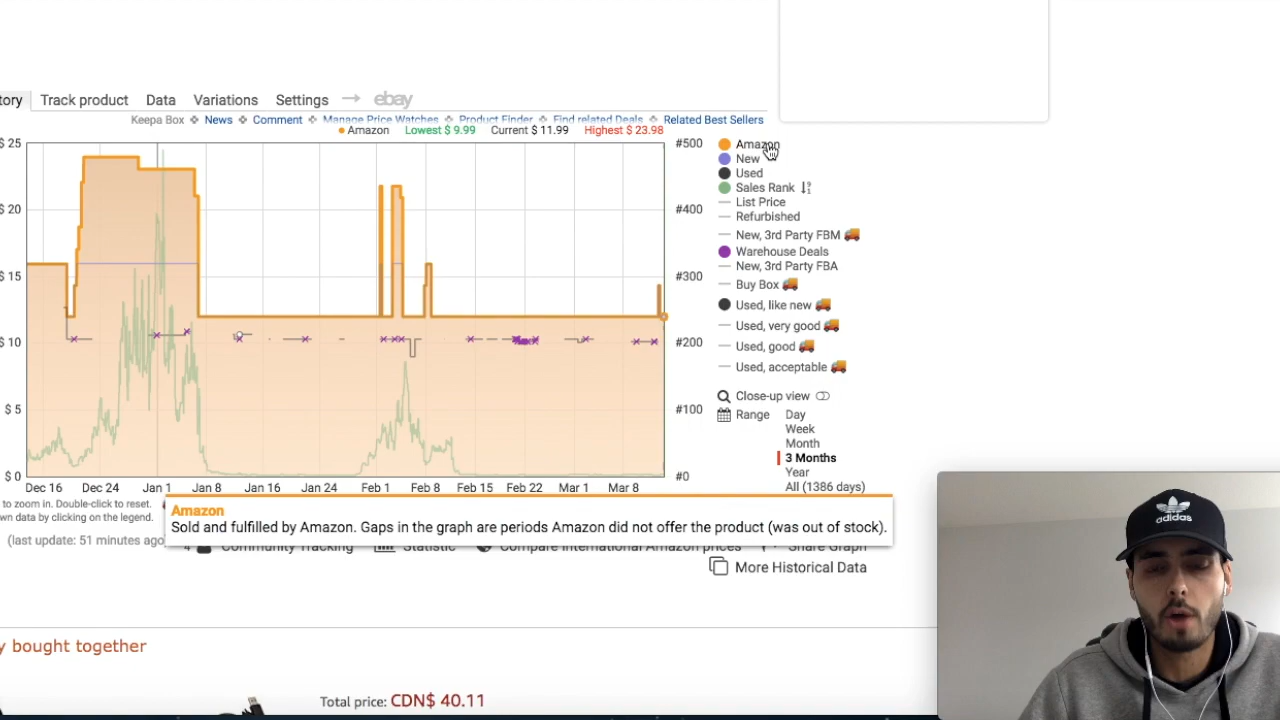 tory Track product Data Variations Settings ebay
Keepa Box News Comment Manage Price Watches Product Finder Find related Deals Related Best Sellers
Amazon Lowest $ 9.99 Current $ 11.99 Highest $ 23.98
$ 25
$ 20
$ 15
$ 10
$ 5
$ 0
#500
#400
#300
#200
#100
#0
Dec 16 Dec 24 Jan 1 Jan 8 Jan 16 Jan 24 Feb 1 Feb 8 Feb 15 Feb 22 Mar 1 Mar 8
Amazon
New
Used
Sales Rank
List Price
Refurbished
New, 3rd Party FBM
Warehouse Deals
New, 3rd Party FBA
Buy Box
Used, like new
Used, very good
Used, good
Used, acceptable
Close-up view
Range
Day
Week
Month
3 Months
Year
All (1386 days)
to zoom in. Double-click to reset.
wn data by clicking on the legend.
(last update: 51 minutes ago
Amazon
Sold and fulfilled by Amazon. Gaps in the graph are periods Amazon did not offer the product (was out of stock).
Community Tracking Statistic Compare International Amazon prices Share Graph
More Historical Data
y bought together
Total price: CDN$ 40.11
adidas